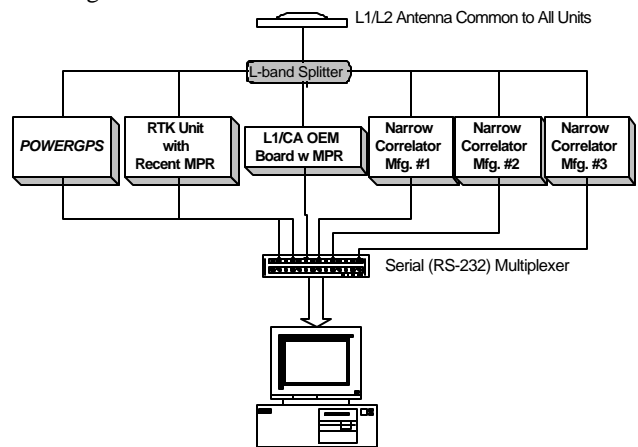 L1/L2 Antenna Common to All Units
L-band Splitter
POWERGPS
RTK Unit
with
Recent MPR
L1/CA OEM
Board w MPR
Narrow
Correlator
Mfg. #1
Narrow
Correlator
Mfg. #2
Narrow
Correlator
Mfg. #3
Serial (RS-232) Multiplexer